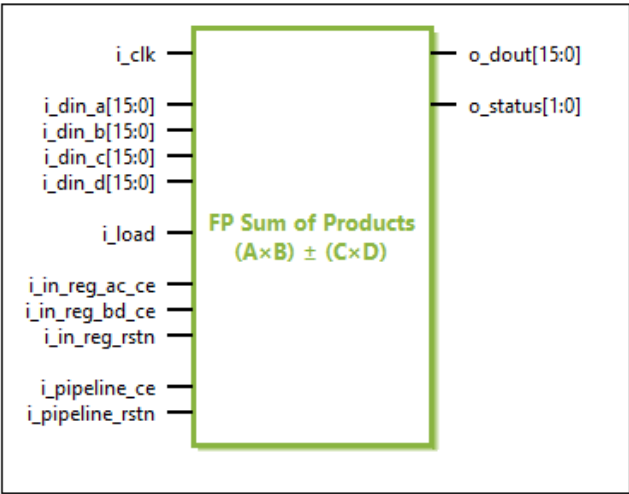 i_clk
i_din_a[15:0]
i_din_b[15:0]
i_din_c[15:0]
i_din_d[15:0]
i_load
i_in_reg_ac_ce
i_in_reg_bd_ce
i_in_reg_rstn
i_pipeline_ce
i_pipeline_rstn
FP Sum of Products
(A×B) ± (C×D)
o_dout[15:0]
o_status[1:0]